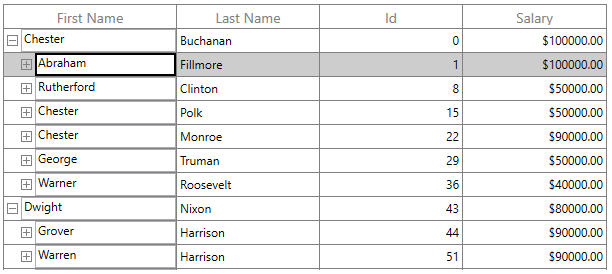 First Name Last Name Id Salary
Chester Buchanan 0 $100000.00
Abraham Fillmore 1 $100000.00
Rutherford Clinton 8 $50000.00
Chester Polk 15 $50000.00
Chester Monroe 22 $90000.00
George Truman 29 $50000.00
Warner Roosevelt 36 $40000.00
Dwight Nixon 43 $80000.00
Grover Harrison 44 $90000.00
Warren Harrison 51 $90000.00